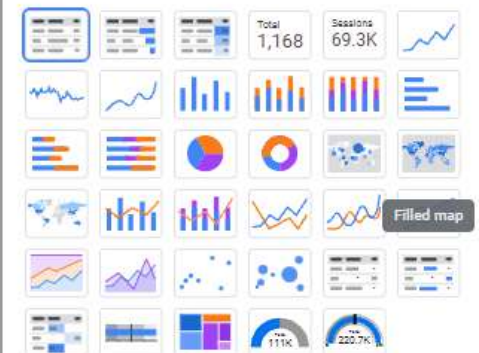 Total
1,168
Sessions
69.3K
Filled map
111K
220.7K